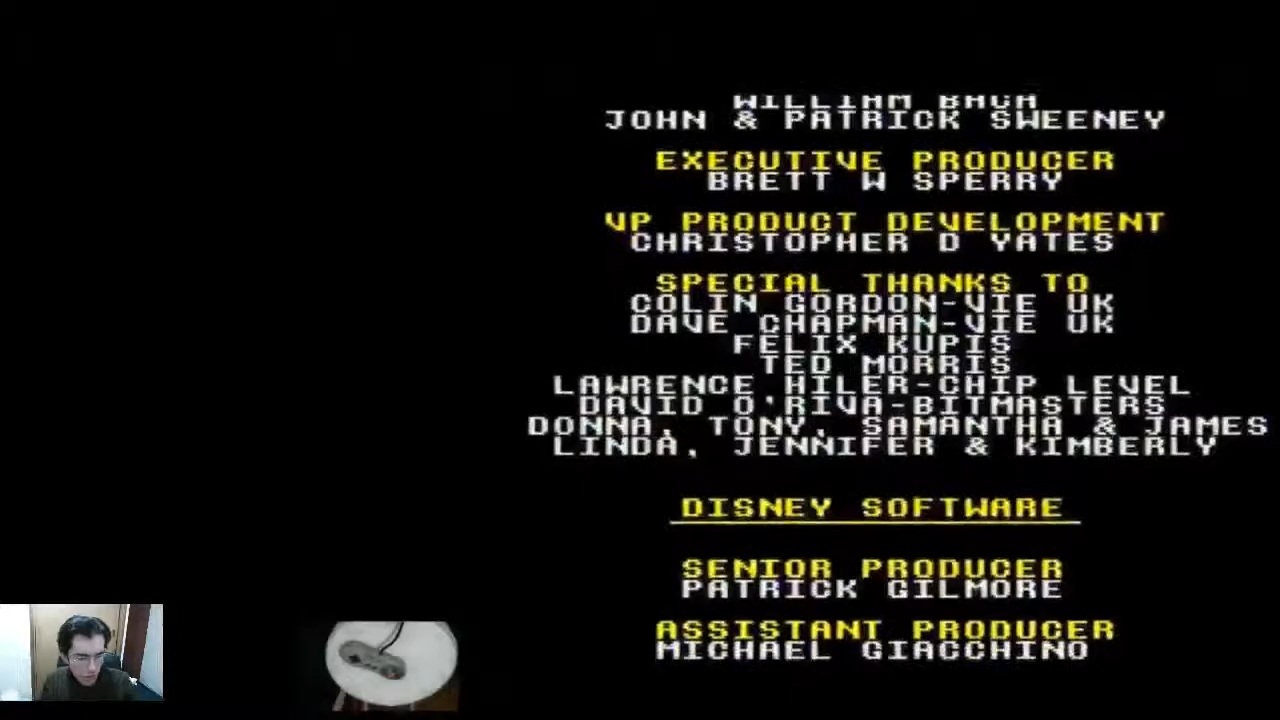 JOHN & PATRICK SWEENEY
EXECUTIVE PRODUCER
BRETT W SPERRY
VP PRODUCT DEVELOPMENT
CHRISTOPHER D YATES
SPECIAL THANKS TO
COLIN GORDON-VIE UK
DAVE CHAPMAN-VIE UK
FELIX KUPIS
TED MORRIS
LAWRENCE HILER-CHIP LEVEL
DAVID O'RIVA-BITMASTERS
DONNA, TONY, SAMANTHA & JAMES
LINDA, JENNIFER & KIMBERLY
DISNEY SOFTWARE
SENIOR PRODUCER
PATRICK GILMORE
ASSISTANT PRODUCER
MICHAEL GIACCHINO